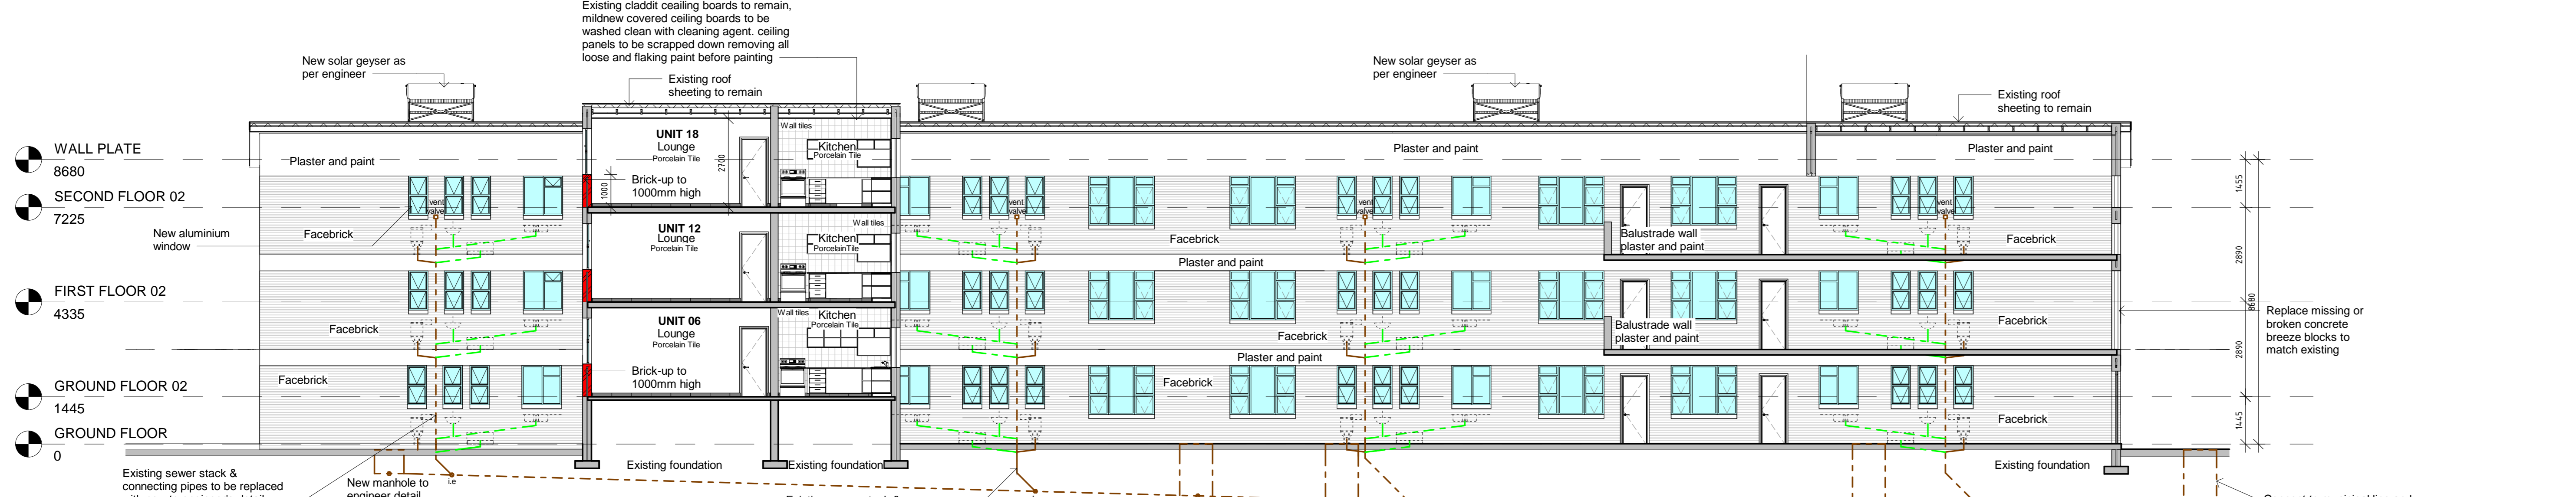 Existing claddit ceailing boards to remain,
mildnew covered ceiling boards to be
washed clean with cleaning agent. ceiling
panels to be scrapped down removing all
loose and flaking paint before painting
New solar geyser as
per engineer
Existing roof
sheeting to remain
New solar geyser as
per engineer
Existing roof
sheeting to remain
WALL PLATE
8680
SECOND FLOOR 02
7225
FIRST FLOOR 02
4335
GROUND FLOOR 02
1445
GROUND FLOOR
0
Plaster and paint
New aluminium
window
Facebrick
Facebrick
Facebrick
vent
valve
UNIT 18
Lounge
Porcelain Tile
Brick-up to
1000mm high
1000
2700
Wall tiles
Kitchen
Porcelain Tile
UNIT 12
Lounge
Porcelain Tile
Wall tiles
Kitchen
PorcelainTile
UNIT 06
Lounge
Porcelain Tile
Brick-up to
1000mm high
Wall tiles
Kitchen
Porcelain Tile
Existing foundation
Existing foundation
Plaster and paint
Plaster and paint
vent
valve
vent
valve
vent
valve
Facebrick
Plaster and paint
Facebrick
Plaster and paint
Facebrick
Balustrade wall
plaster and paint
Balustrade wall
plaster and paint
Facebrick
Facebrick
Facebrick
Existing foundation
1455
2890
8680
2890
1445
Replace missing or
broken concrete
breeze blocks to
match existing
Existing sewer stack &
connecting pipes to be replaced
New manhole to
engineer detail
i.e